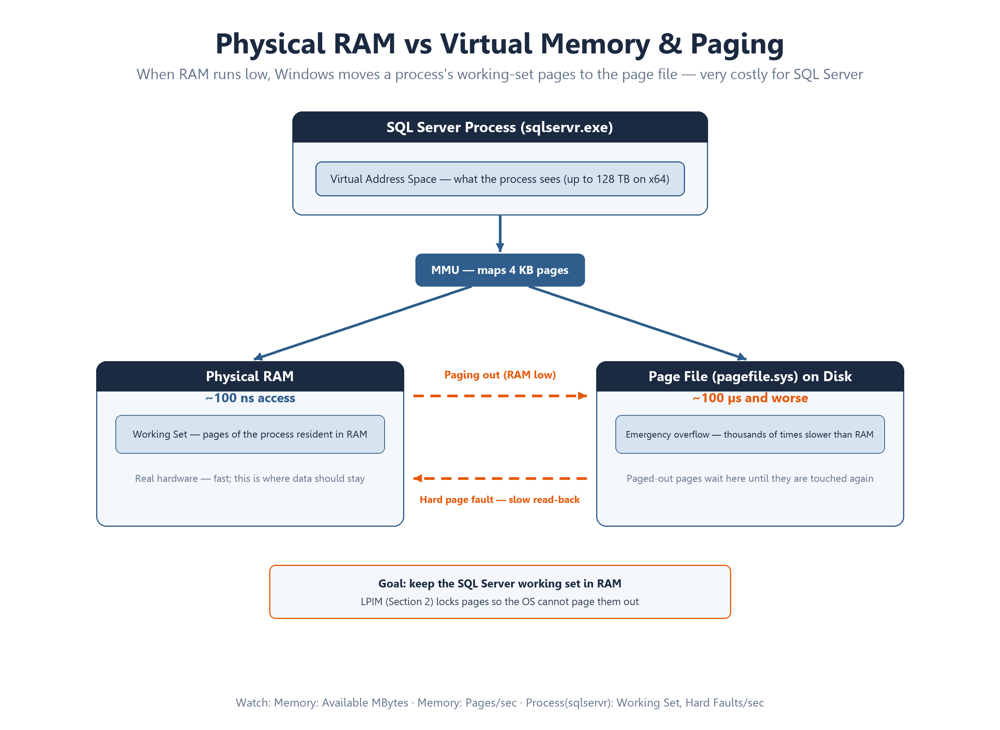 Physical RAM vs Virtual Memory & Paging
When RAM runs low, Windows moves a process's working-set pages to the page file — very costly for SQL Server
SQL Server Process (sqlservr.exe)
Virtual Address Space — what the process sees (up to 128 TB on x64)
MMU — maps 4 KB pages
Physical RAM
~100 ns access
Working Set — pages of the process resident in RAM
Real hardware — fast; this is where data should stay
Paging out (RAM low)
Hard page fault — slow read-back
Page File (pagefile.sys) on Disk
~100 µs and worse
Emergency overflow — thousands of times slower than RAM
Paged-out pages wait here until they are touched again
Goal: keep the SQL Server working set in RAM
LPIM (Section 2) locks pages so the OS cannot page them out
Watch: Memory: Available MBytes · Memory: Pages/sec · Process(sqlservr): Working Set, Hard Faults/sec